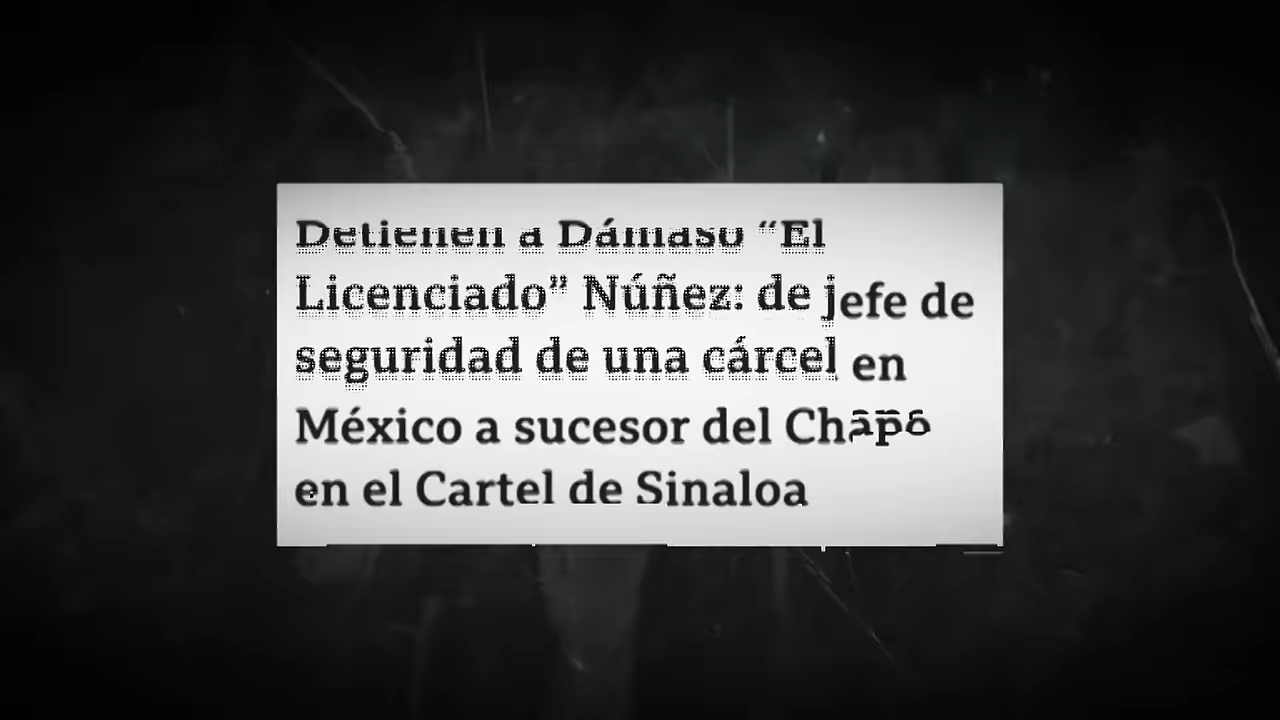 Detienen a Dámaso “El
Licenciado” Núñez: de jefe de
seguridad de una cárcel en
México a sucesor del Chapo
en el Cartel de Sinaloa